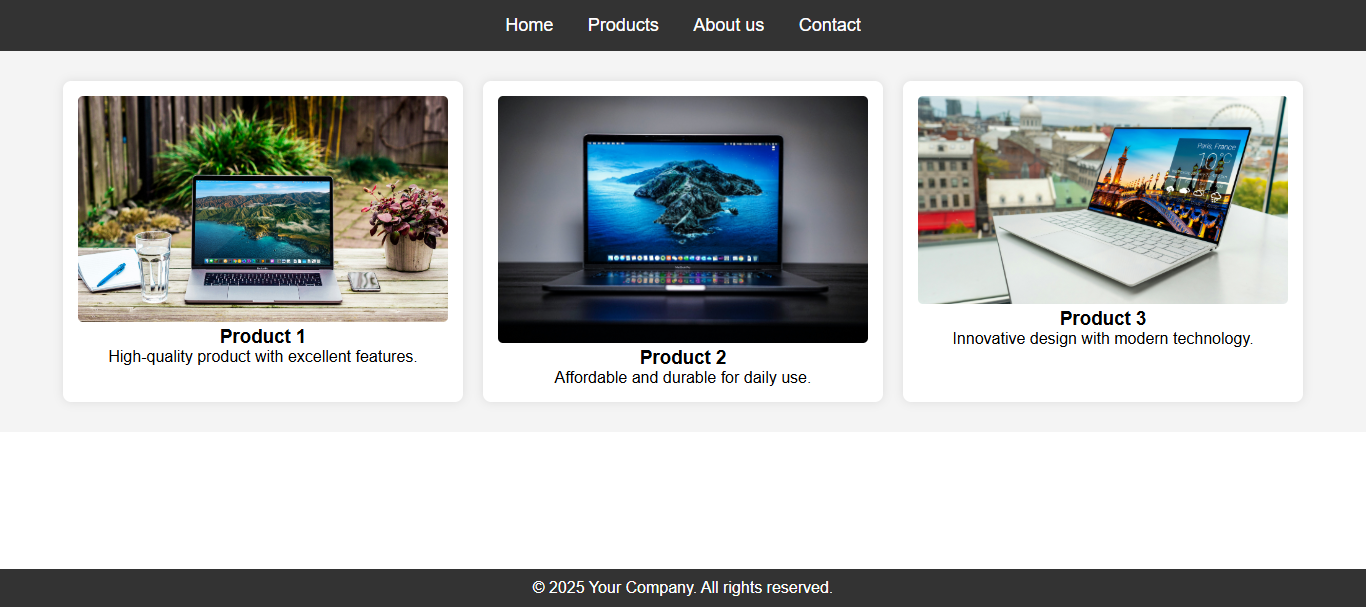 Home Products About us Contact
Paris, France
10°C
Product 1
High-quality product with excellent features.
Product 2
Affordable and durable for daily use.
Product 3
Innovative design with modern technology.
© 2025 Your Company. All rights reserved.